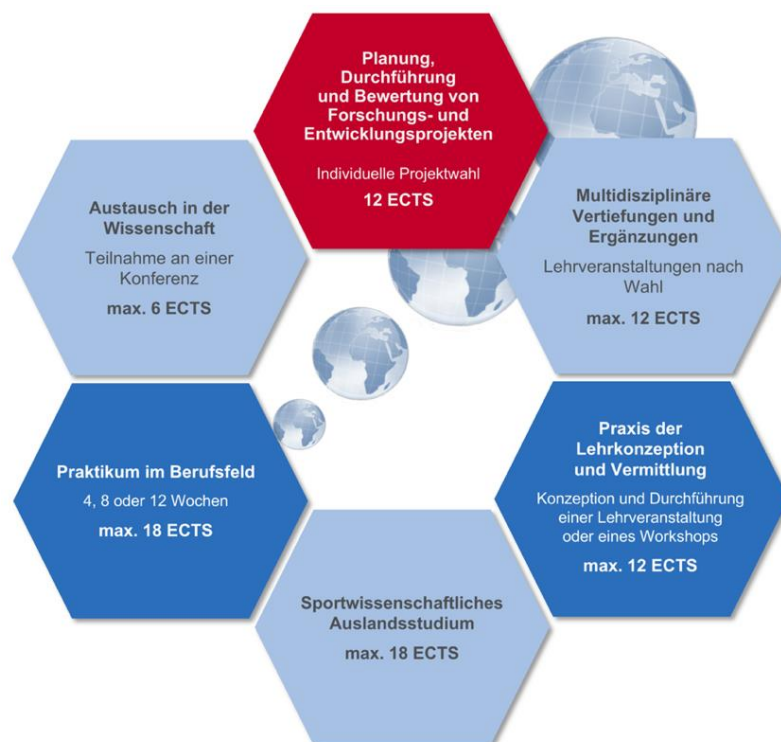 Planung,
Durchführung
und Bewertung von
Forschungs- und
Entwicklungsprojekten
Individuelle Projektwahl
12 ECTS
Austausch in der
Wissenschaft
Teilnahme an einer
Konferenz
max. 6 ECTS
Multidisziplinäre
Vertiefungen und
Ergänzungen
Lehrveranstaltungen nach
Wahl
max. 12 ECTS
Praktikum im Berufsfeld
4, 8 oder 12 Wochen
max. 18 ECTS
Praxis der
Lehrkonzeption
und Vermittlung
Konzeption und Durchführung
einer Lehrveranstaltung
oder eines Workshops
max. 12 ECTS
Sportwissenschaftliches
Auslandsstudium
max. 18 ECTS